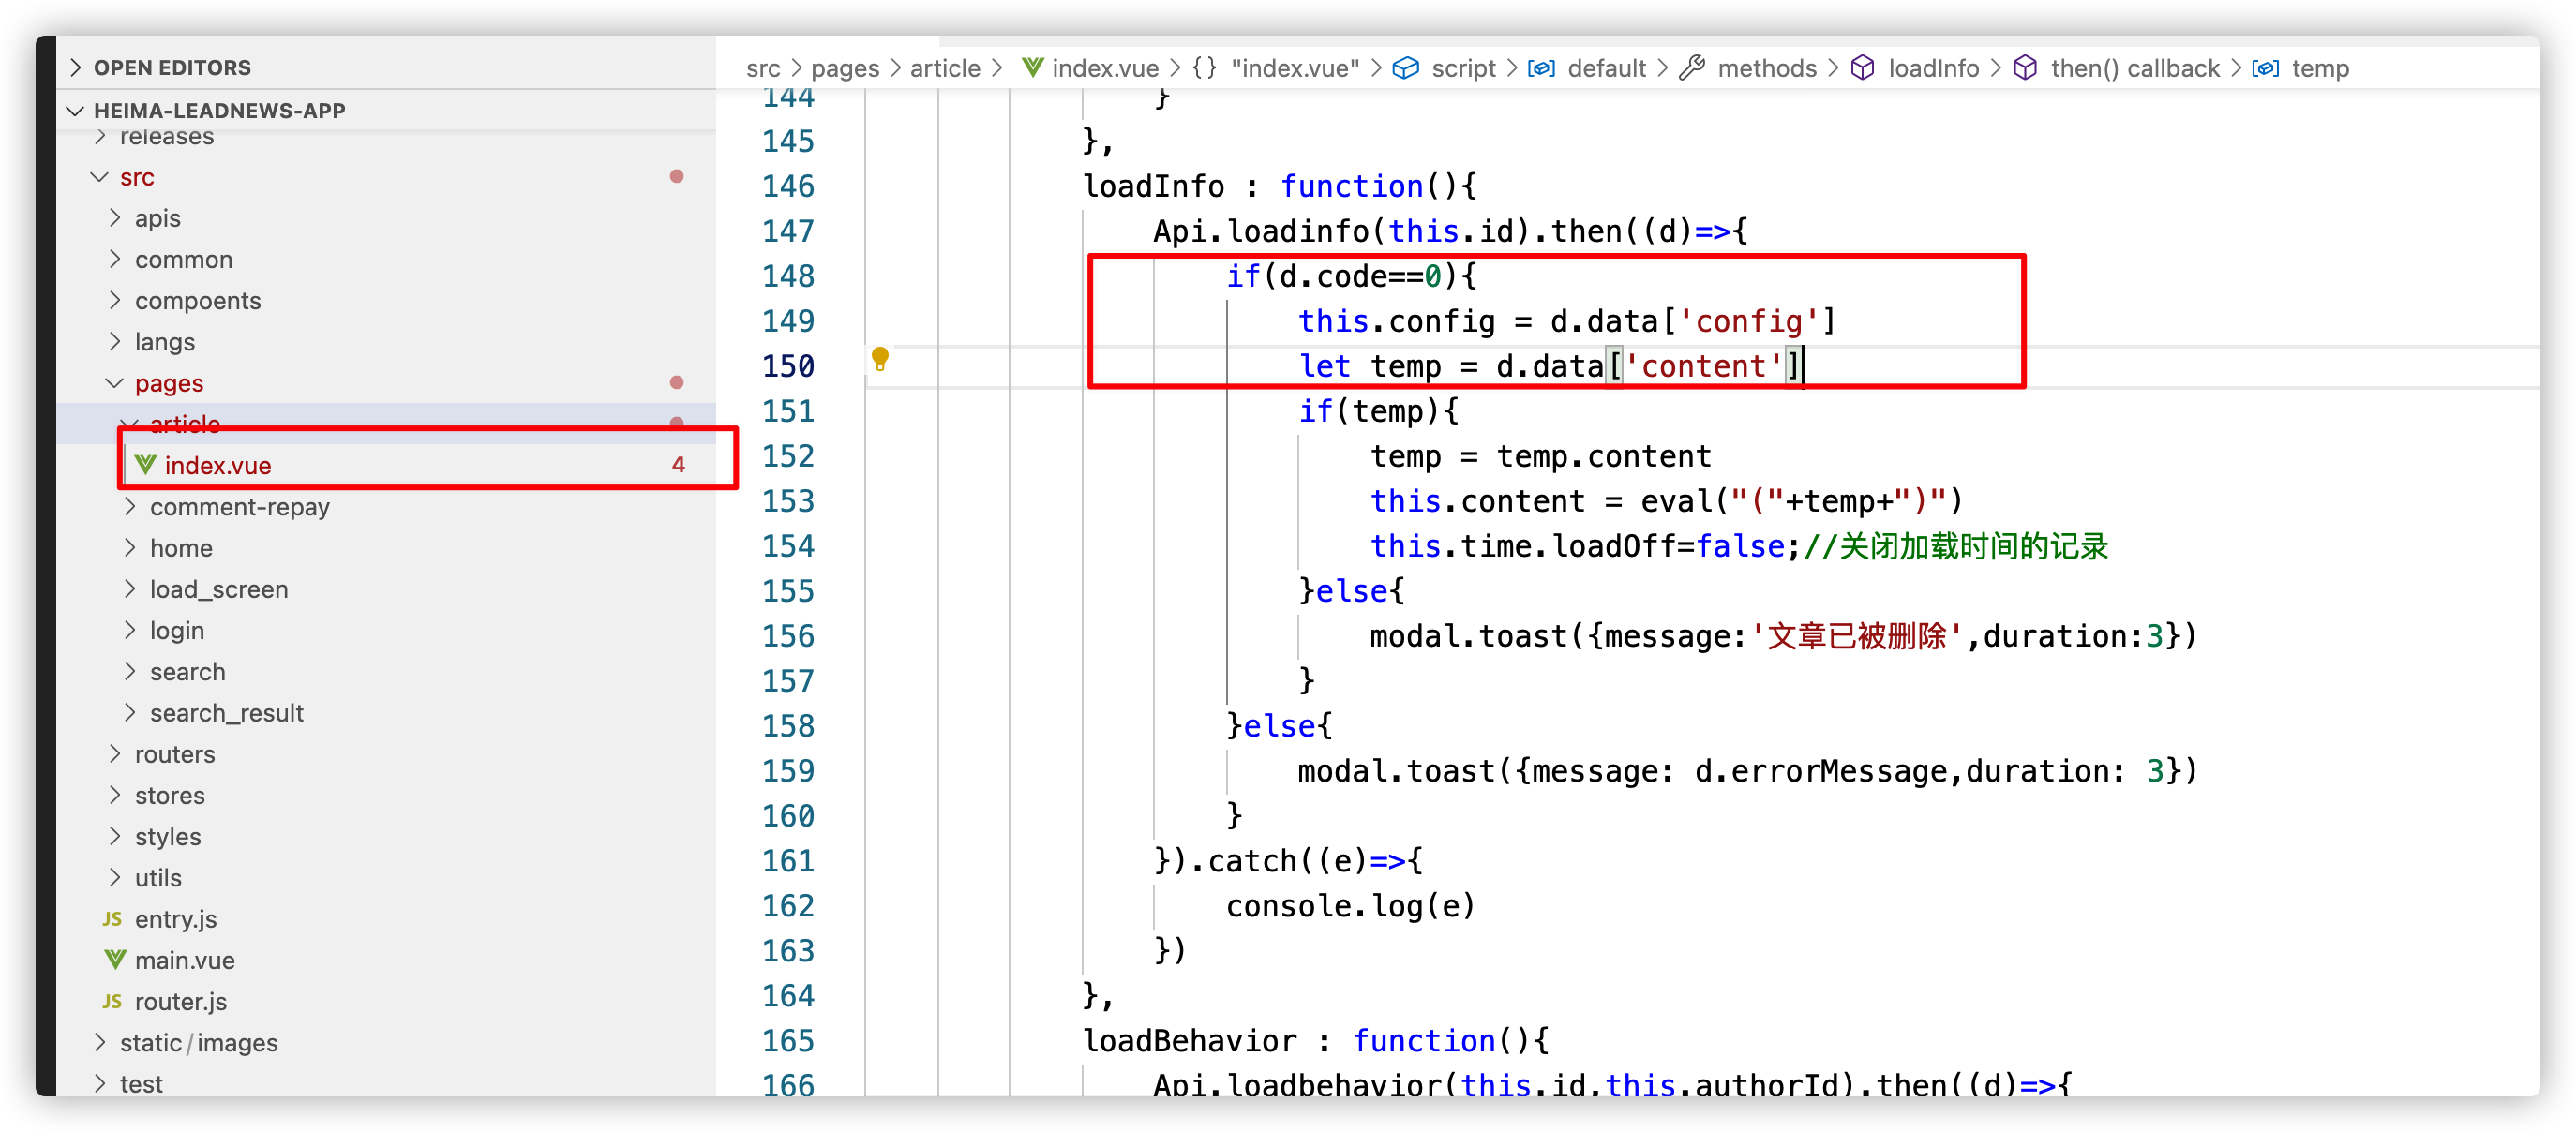 OPEN EDITORS
HEIMA-LEADNEWS-APP
releases
src
apis
common
compoents
langs
pages
article
index.vue 4
comment-repay
home
load_screen
login
search
search_result
routers
stores
styles
utils
JS entry.js
main.vue
JS router.js
static/images
test
src > pages > article > index.vue > {} "index.vue" > script > default > methods > loadInfo > then() callback > temp
144 }
145 },
146 loadInfo : function(){
147 Api.loadinfo(this.id).then((d)=>{
148 if(d.code==0){
149 this.config = d.data['config']
150 let temp = d.data['content']
151 if(temp){
152 temp = temp.content
153 this.content = eval("("+temp+")")
154 this.time.loadOff=false;//关闭加载时间的记录
155 }else{
156 modal.toast({message:'文章已被删除',duration:3})
157 }
158 }else{
159 modal.toast({message: d.errorMessage,duration: 3})
160 }
161 }).catch((e)=>{
162 console.log(e)
163 })
164 },
165 loadBehavior : function(){
166 Api.loadbehavior(this.id,this.authorId).then((d)=>{